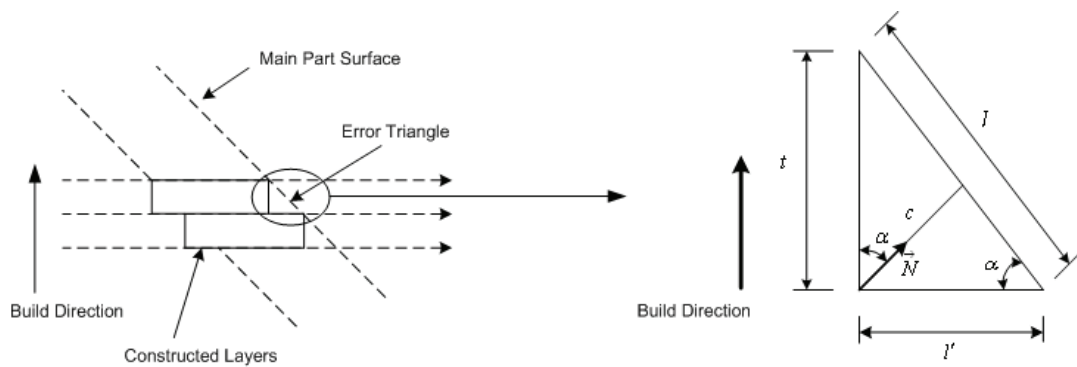 Main Part Surface
Error Triangle
Build Direction
Constructed Layers
Build Direction
t
l
c
α
N⃗
α
l'